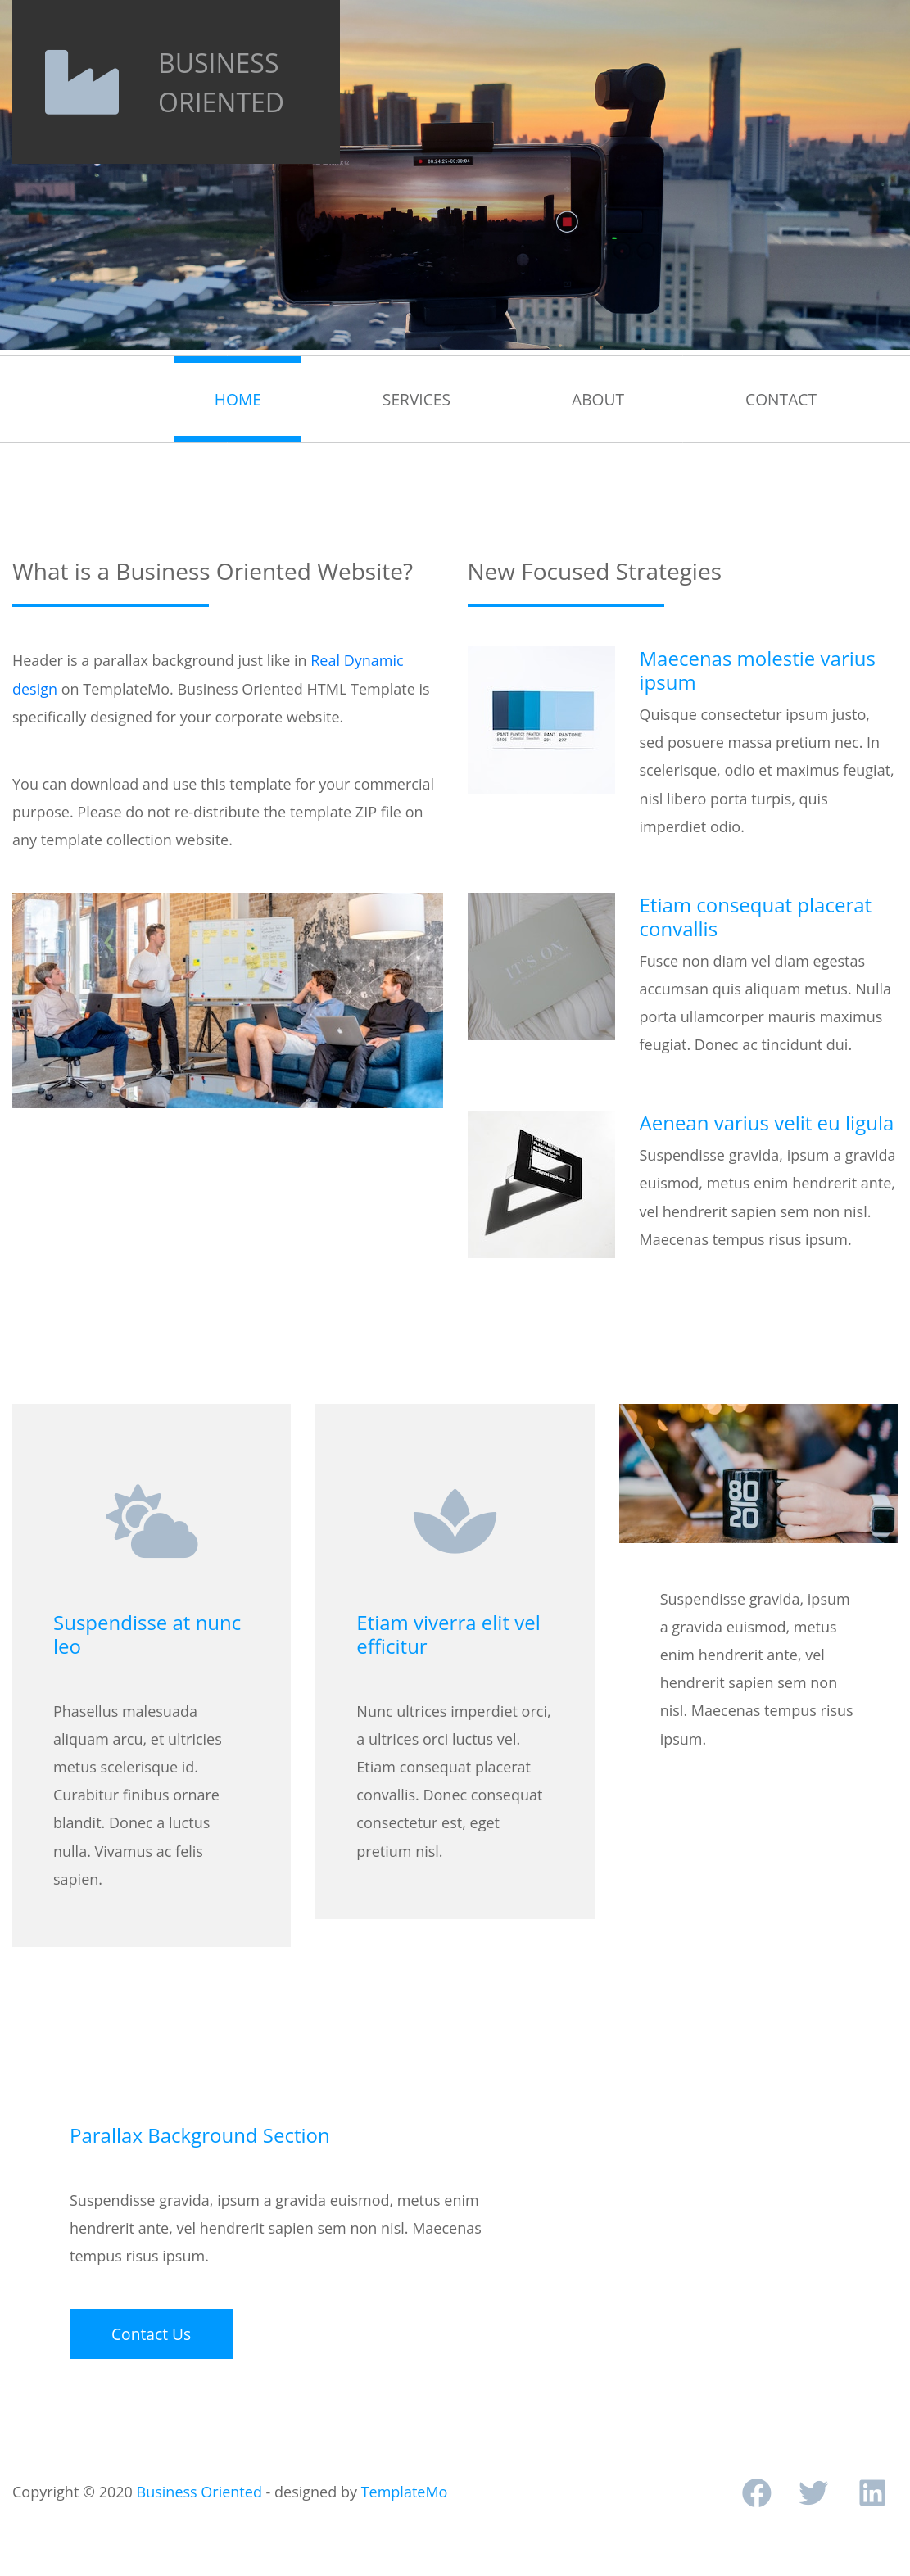 BUSINESS
ORIENTED
00:24:25+00:00:04
HOME
SERVICES
ABOUT
CONTACT
What is a Business Oriented Website?
Header is a parallax background just like in Real Dynamic
design on TemplateMo. Business Oriented HTML Template is
specifically designed for your corporate website.
You can download and use this template for your commercial
purpose. Please do not re-distribute the template ZIP file on
any template collection website.
New Focused Strategies
PANTONE
277
Maecenas molestie varius
ipsum
Quisque consectetur ipsum justo,
sed posuere massa pretium nec. In
scelerisque, odio et maximus feugiat,
nisl libero porta turpis, quis
imperdiet odio.
IT'S ON.
Etiam consequat placerat
convallis
Fusce non diam vel diam egestas
accumsan quis aliquam metus. Nulla
porta ullamcorper mauris maximus
feugiat. Donec ac tincidunt dui.
Aenean varius velit eu ligula
Suspendisse gravida, ipsum a gravida
euismod, metus enim hendrerit ante,
vel hendrerit sapien sem non nisl.
Maecenas tempus risus ipsum.
Suspendisse at nunc
leo
Phasellus malesuada
aliquam arcu, et ultricies
metus scelerisque id.
Curabitur finibus ornare
blandit. Donec a luctus
nulla. Vivamus ac felis
sapien.
Etiam viverra elit vel
efficitur
Nunc ultrices imperdiet orci,
a ultrices orci luctus vel.
Etiam consequat placerat
convallis. Donec consequat
consectetur est, eget
pretium nisl.
80
20
Suspendisse gravida, ipsum
a gravida euismod, metus
enim hendrerit ante, vel
hendrerit sapien sem non
nisl. Maecenas tempus risus
ipsum.
Parallax Background Section
Suspendisse gravida, ipsum a gravida euismod, metus enim
hendrerit ante, vel hendrerit sapien sem non nisl. Maecenas
tempus risus ipsum.
Contact Us
Copyright © 2020 Business Oriented - designed by TemplateMo